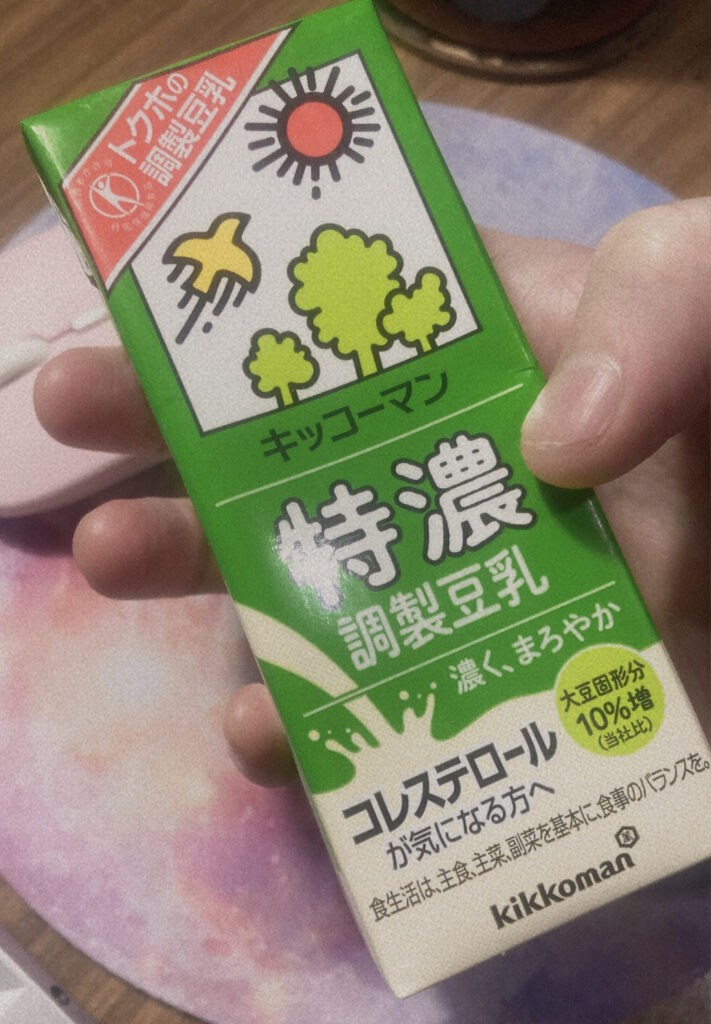 トクホの
調製豆乳
キッコーマン
特濃
調製豆乳
濃く、まろやか
大豆固形分
10%増
(当社比)
コレステロール
が気になる方へ
食生活は、主食、主菜、副菜を基本に、食事のバランスを。
kikkoman